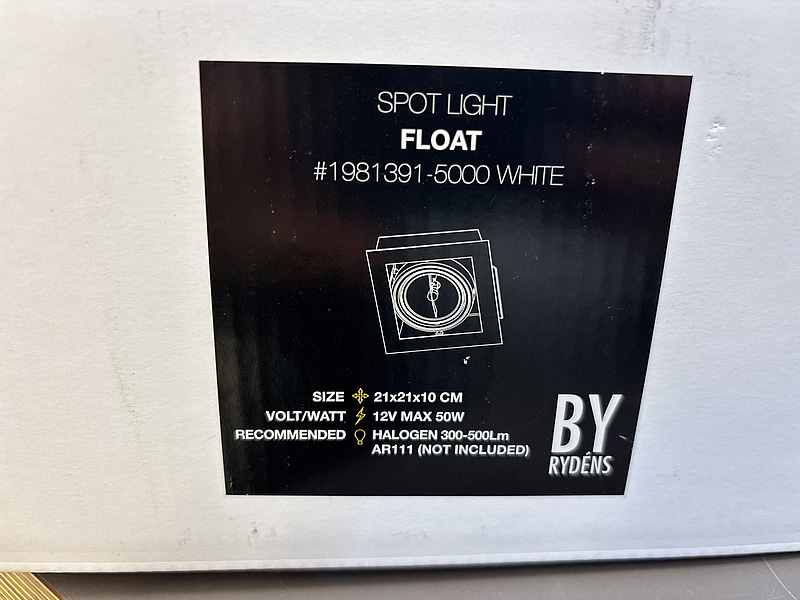 SPOT LIGHT
FLOAT
#1981391-5000 WHITE
SIZE 21x21x10 CM
VOLT/WATT 12V MAX 50W
RECOMMENDED HALOGEN 300-500Lm
AR111 (NOT INCLUDED)
BY
RYDÉNS